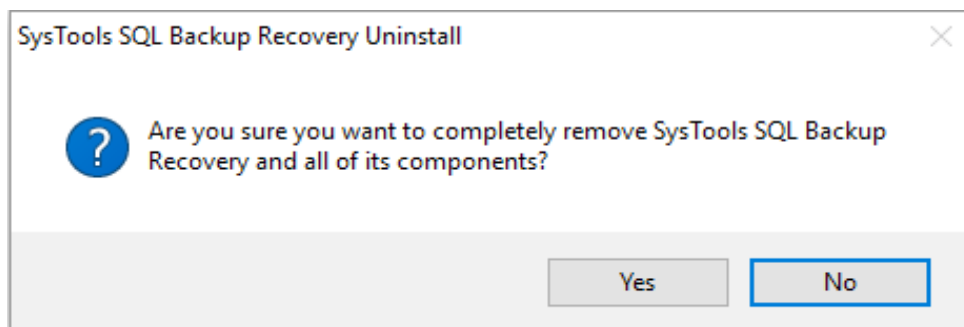 SysTools SQL Backup Recovery Uninstall
?
Are you sure you want to completely remove SysTools SQL Backup
Recovery and all of its components?
Yes No